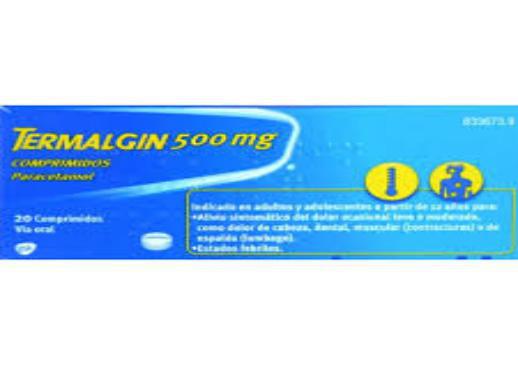 833673.9
TERMALGIN 500 mg
COMPRIMIDOS
Paracetamol
20 Comprimidos
Vía oral
Indicado en adultos y adolescentes a partir de 12 años para:
•Alivio sintomático del dolor ocasional leve o moderado,
como dolor de cabeza, dental, muscular (contracturas) o de
espalda (lumbago).
•Estados febriles.
gsk